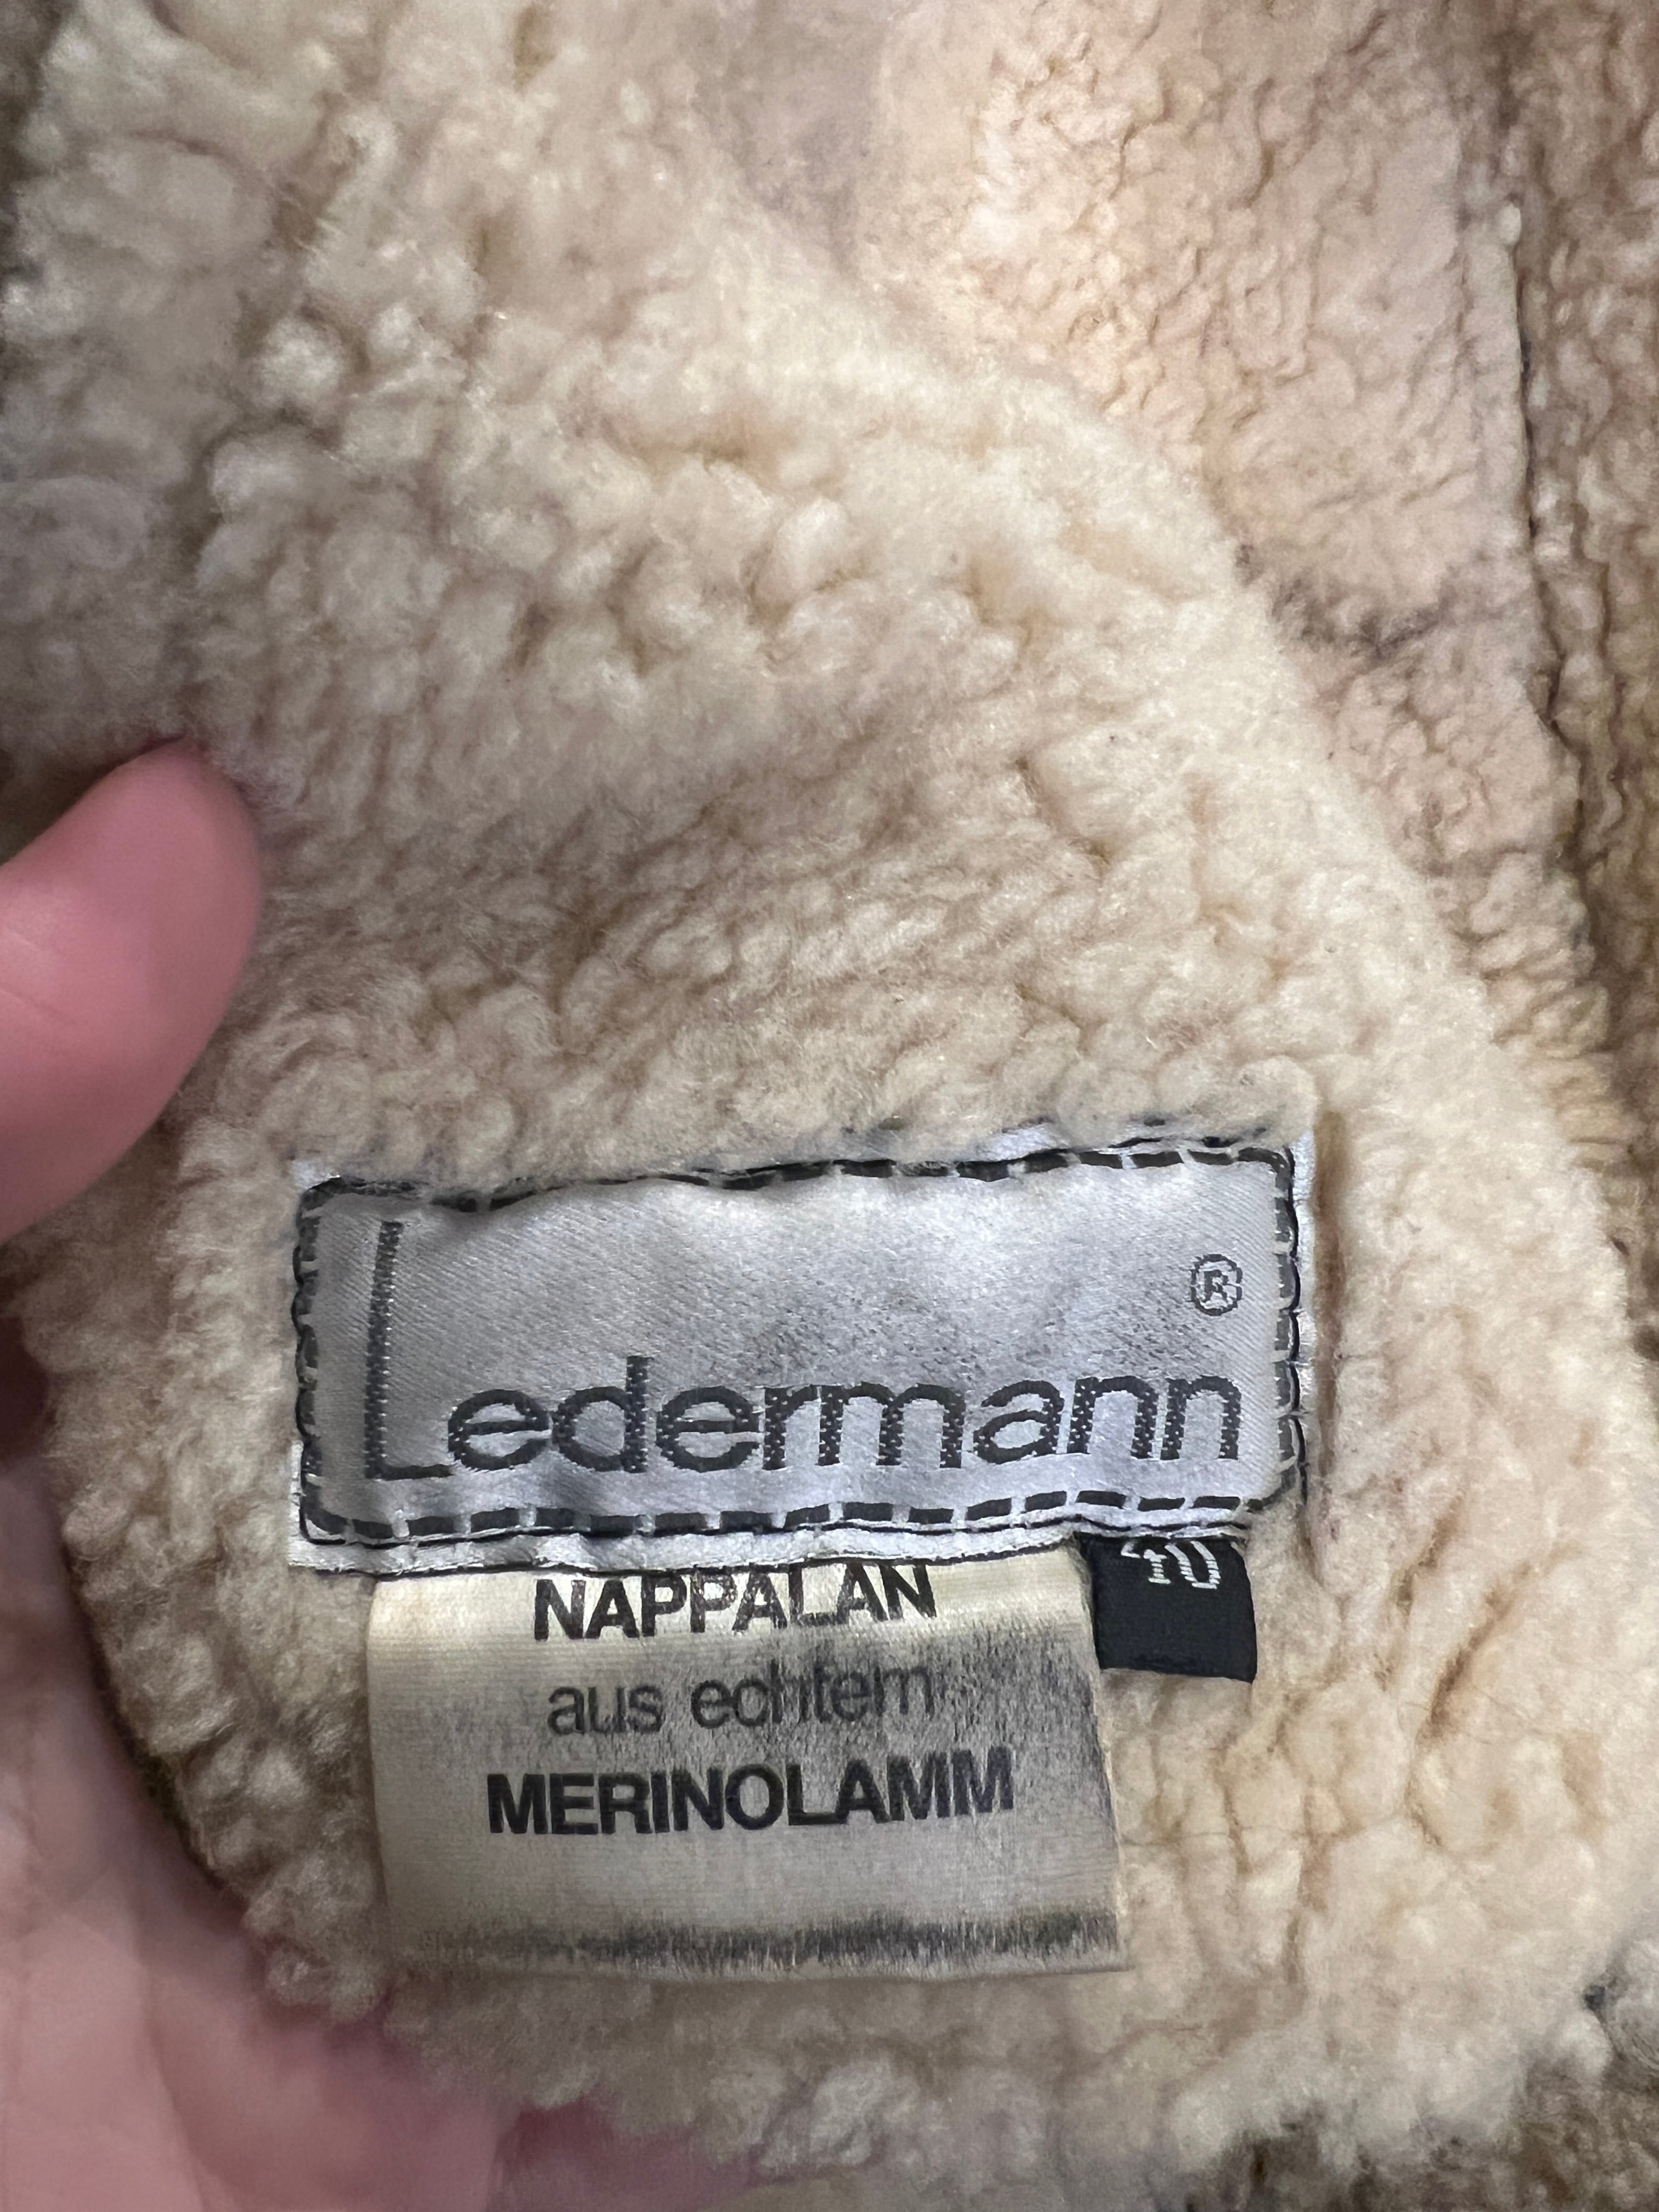 Ledermann ®
NAPPALAN
aus echtem
MERINOLAMM
40